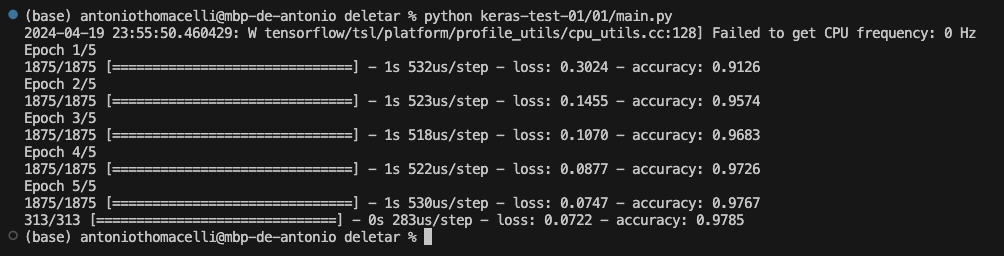 (base) antoniothomacelli@mbp-de-antonio deletar % python keras-test-01/01/main.py
2024-04-19 23:55:50.460429: W tensorflow/tsl/platform/profile_utils/cpu_utils.cc:128] Failed to get CPU frequency: 0 Hz
Epoch 1/5
1875/1875 [==============================] - 1s 532us/step - loss: 0.3024 - accuracy: 0.9126
Epoch 2/5
1875/1875 [==============================] - 1s 523us/step - loss: 0.1455 - accuracy: 0.9574
Epoch 3/5
1875/1875 [==============================] - 1s 518us/step - loss: 0.1070 - accuracy: 0.9683
Epoch 4/5
1875/1875 [==============================] - 1s 522us/step - loss: 0.0877 - accuracy: 0.9726
Epoch 5/5
1875/1875 [==============================] - 1s 530us/step - loss: 0.0747 - accuracy: 0.9767
313/313 [==============================] - 0s 283us/step - loss: 0.0722 - accuracy: 0.9785
(base) antoniothomacelli@mbp-de-antonio deletar %